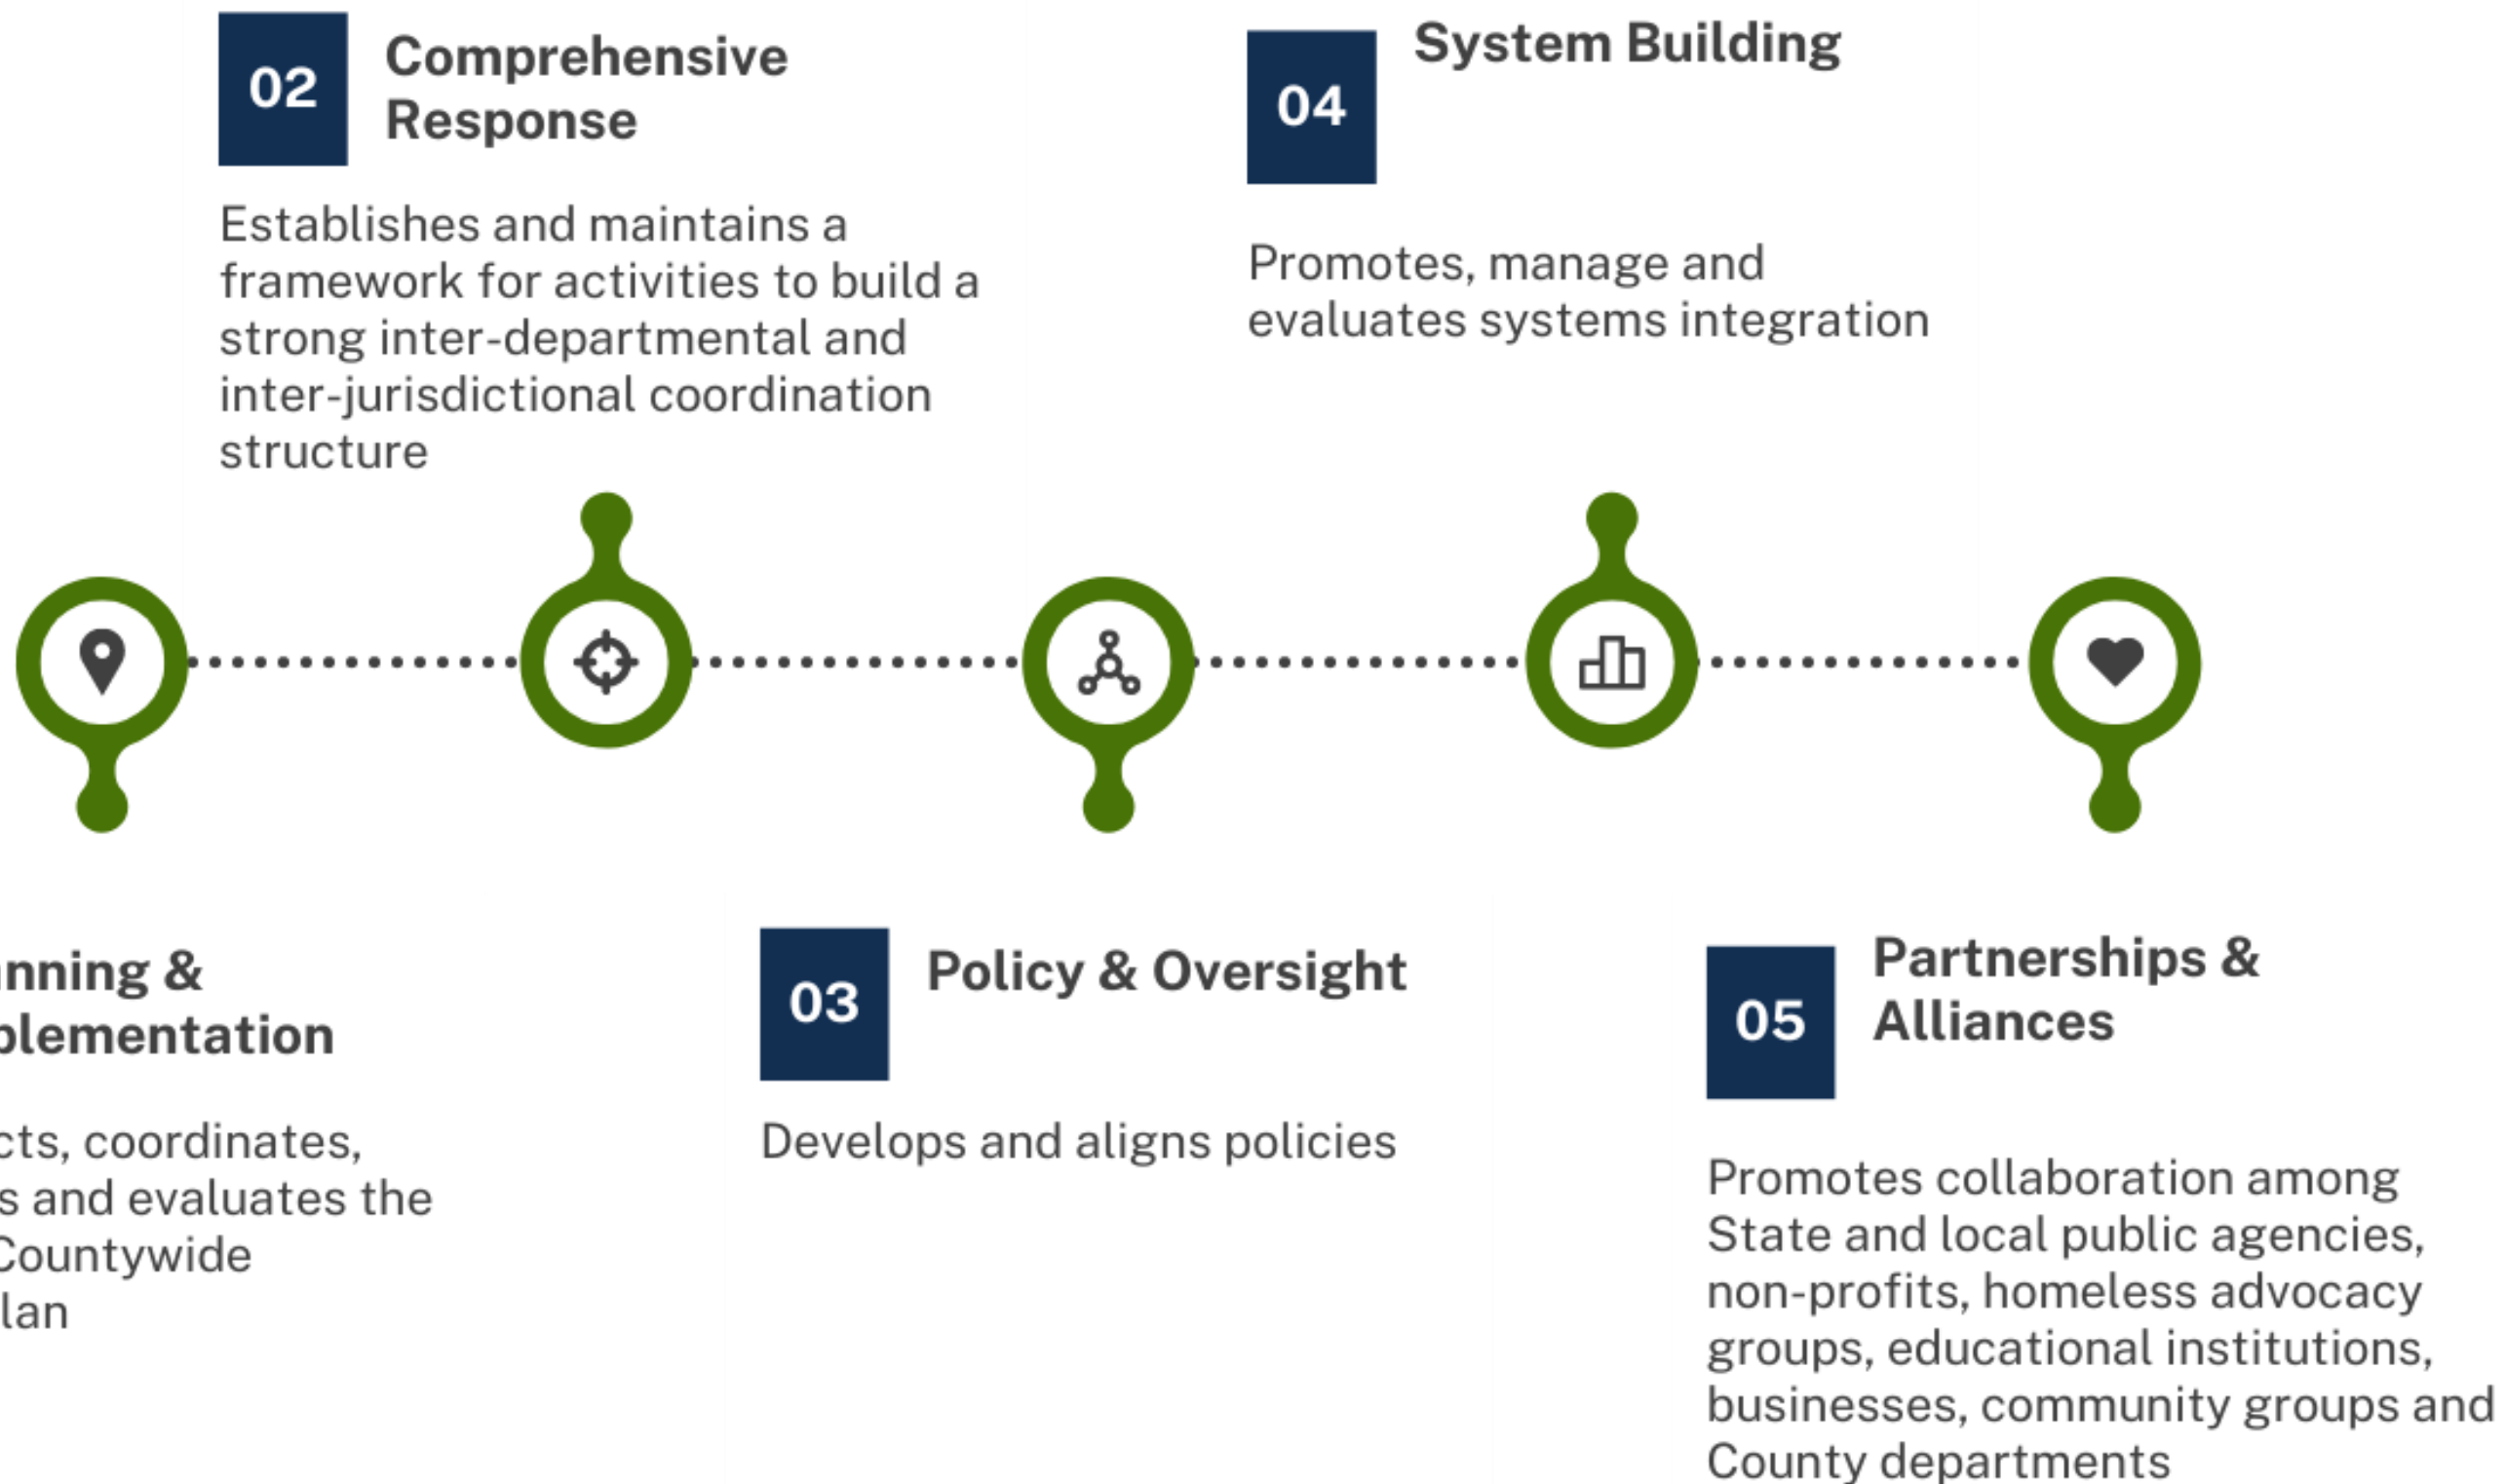 02
Comprehensive
Response
Establishes and maintains a
framework for activities to build a
strong inter-departmental and
inter-jurisdictional coordination
structure
04
System Building
Promotes, manage and
evaluates systems integration
nning &
plementation
cts, coordinates,
s and evaluates the
Countywide
lan
03
Policy & Oversight
Develops and aligns policies
05
Partnerships &
Alliances
Promotes collaboration among
State and local public agencies,
non-profits, homeless advocacy
groups, educational institutions,
businesses, community groups and
County departments